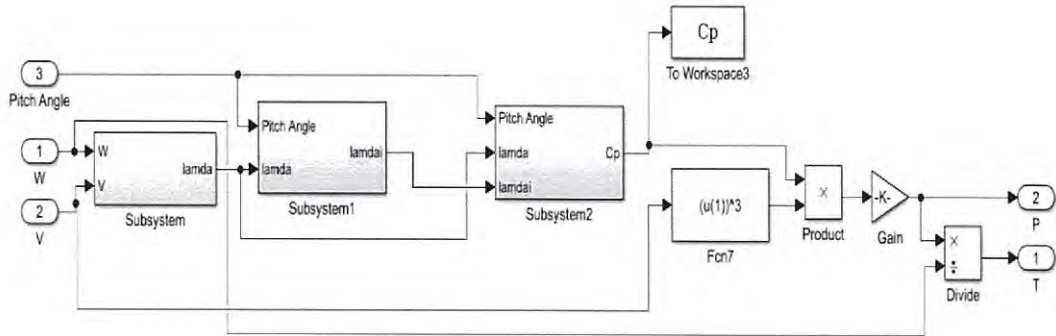 Cp
To Workspace3
3
Pitch Angle
Pitch Angle
lamda
lamdai
Subsystem1
Pitch Angle
lamda
lamdai
Cp
Subsystem2
1
W
W
V
lamda
Subsystem
2
V
(u(1))^3
Fcn7
×
Product
-K-
Gain
2
P
×
÷
Divide
1
T